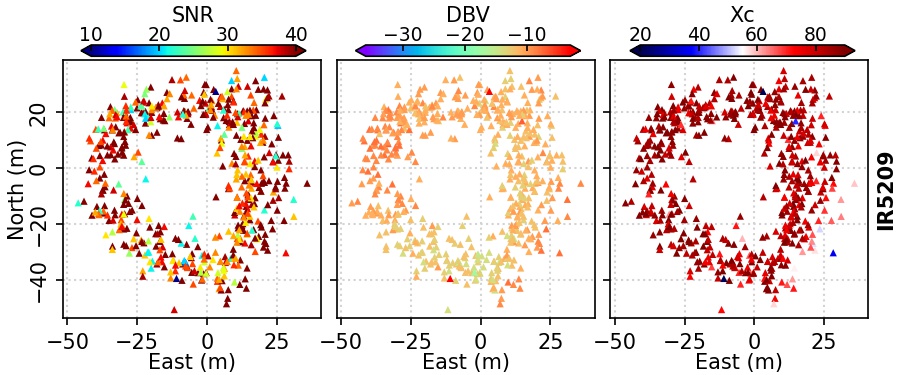 SNR DBV Xc
10 20 30 40 −30 −20 −10 20 40 60 80
20
0
−20
−40
North (m)
IR5209
−50 −25 0 25 −50 −25 0 25 −50 −25 0 25
East (m) East (m) East (m)